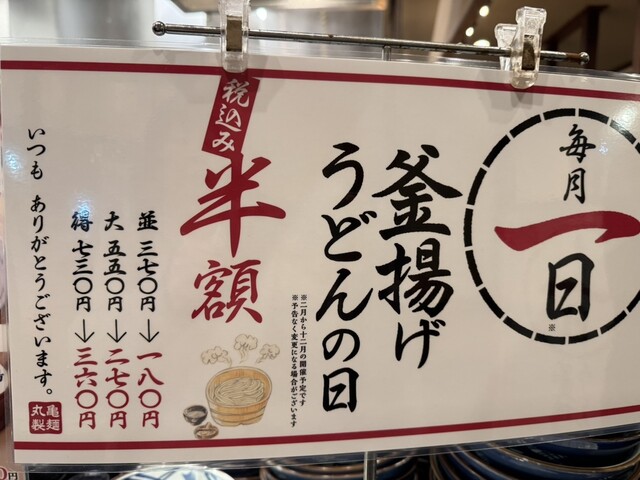 毎月
一日
※
釜揚げ
うどんの日
※二月から十二月の開催予定です
※予告なく変更になる場合がございます
税込み
半額
並 三七〇円→一八〇円
大 五五〇円→二七〇円
得 七三〇円→三六〇円
いつも ありがとうございます。
丸亀
製麺